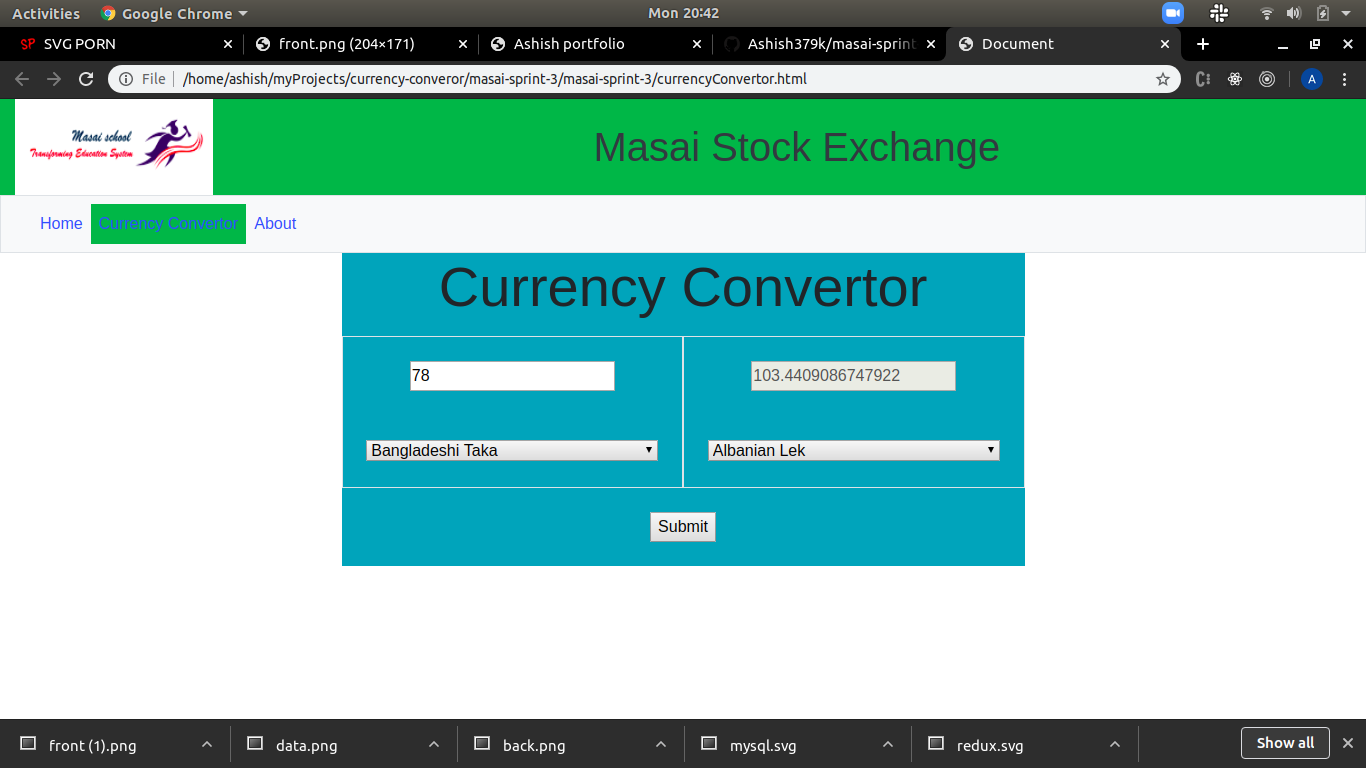 Activities Google Chrome Mon 20:42
SVG PORN front.png (204×171) Ashish portfolio Ashish379k/masai-sprint Document
File /home/ashish/myProjects/currency-converor/masai-sprint-3/masai-sprint-3/currencyConvertor.html A
Masai school
Transforming Education System
Masai Stock Exchange
Home Currency Convertor About
Currency Convertor
78 103.4409086747922
Bangladeshi Taka Albanian Lek
Submit
front (1).png data.png back.png mysql.svg redux.svg Show all